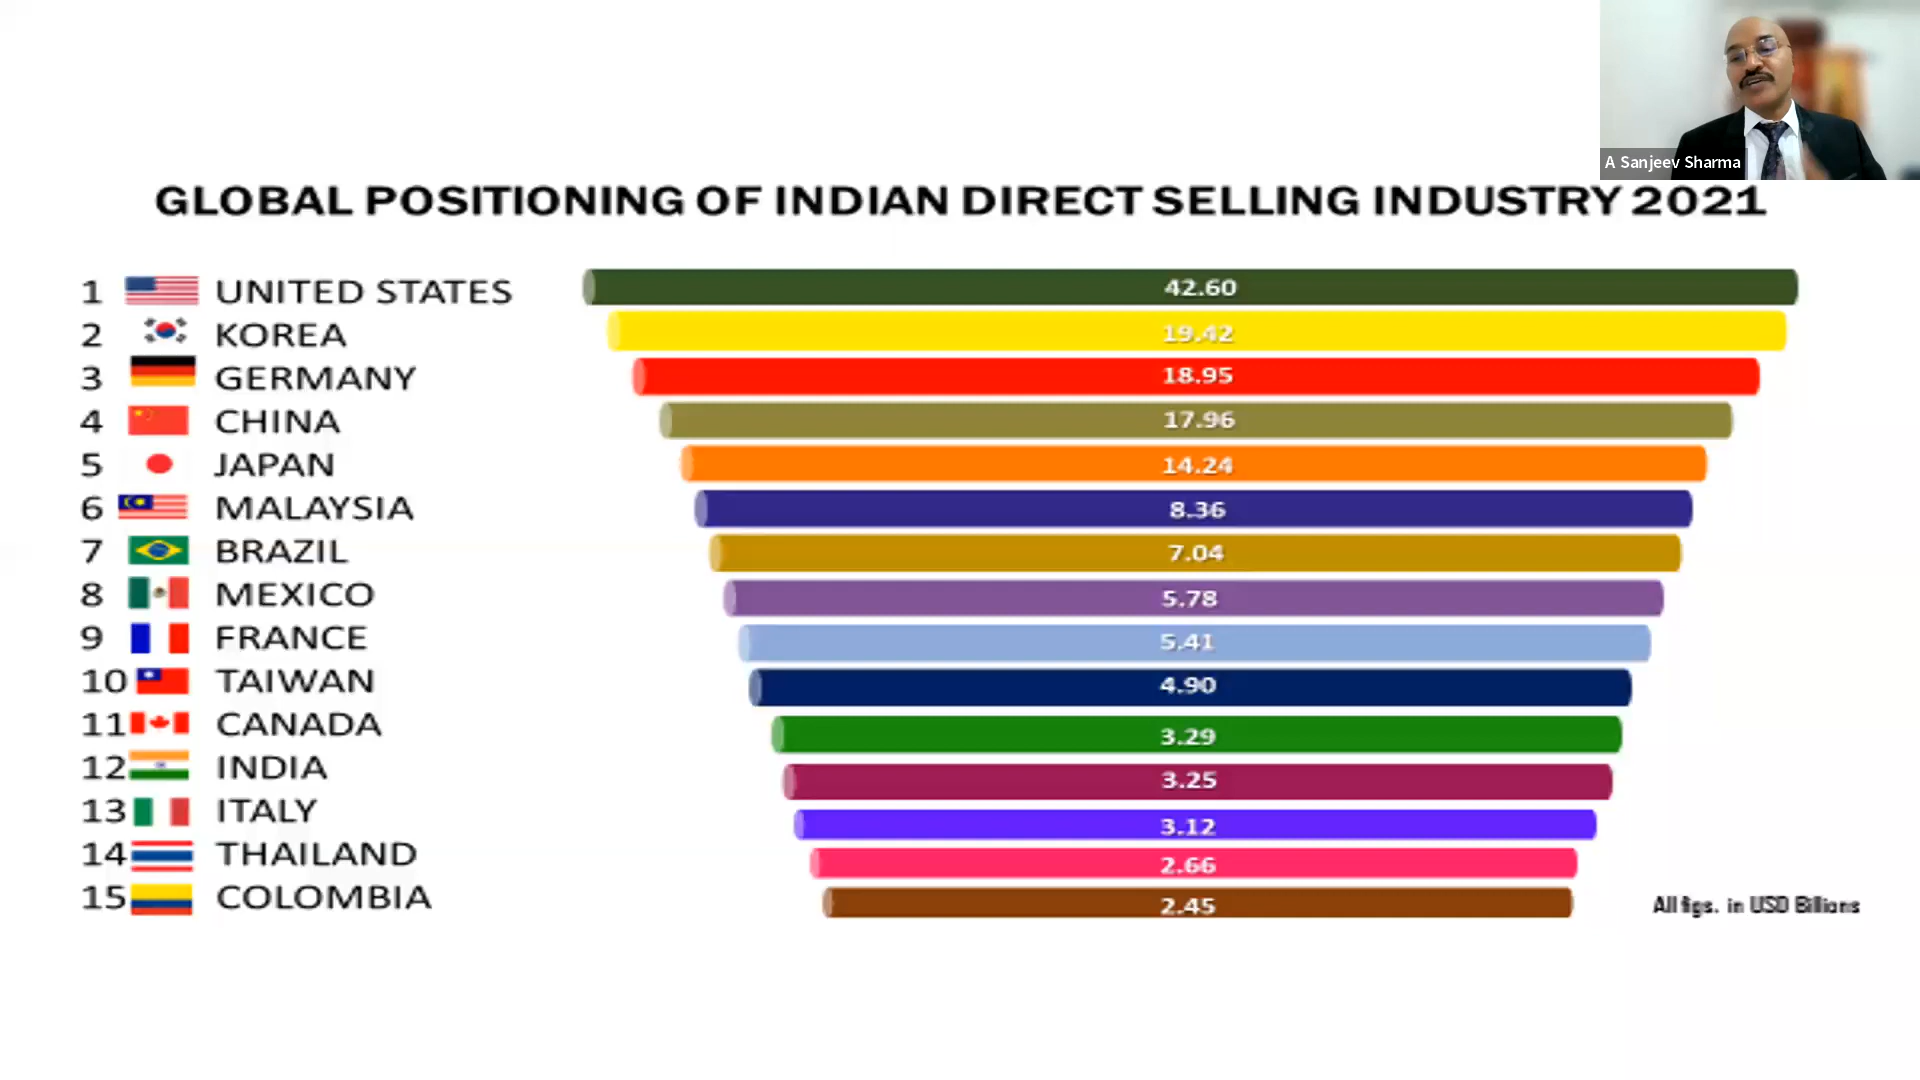 A Sanjeev Sharma
GLOBAL POSITIONING OF INDIAN DIRECT SELLING INDUSTRY 2021
1 UNITED STATES 42.60
2 KOREA 19.42
3 GERMANY 18.95
4 CHINA 17.96
5 JAPAN 14.24
6 MALAYSIA 8.36
7 BRAZIL 7.04
8 MEXICO 5.78
9 FRANCE 5.41
10 TAIWAN 4.90
11 CANADA 3.29
12 INDIA 3.25
13 ITALY 3.12
14 THAILAND 2.66
15 COLOMBIA 2.45
All figs. in USD Billions